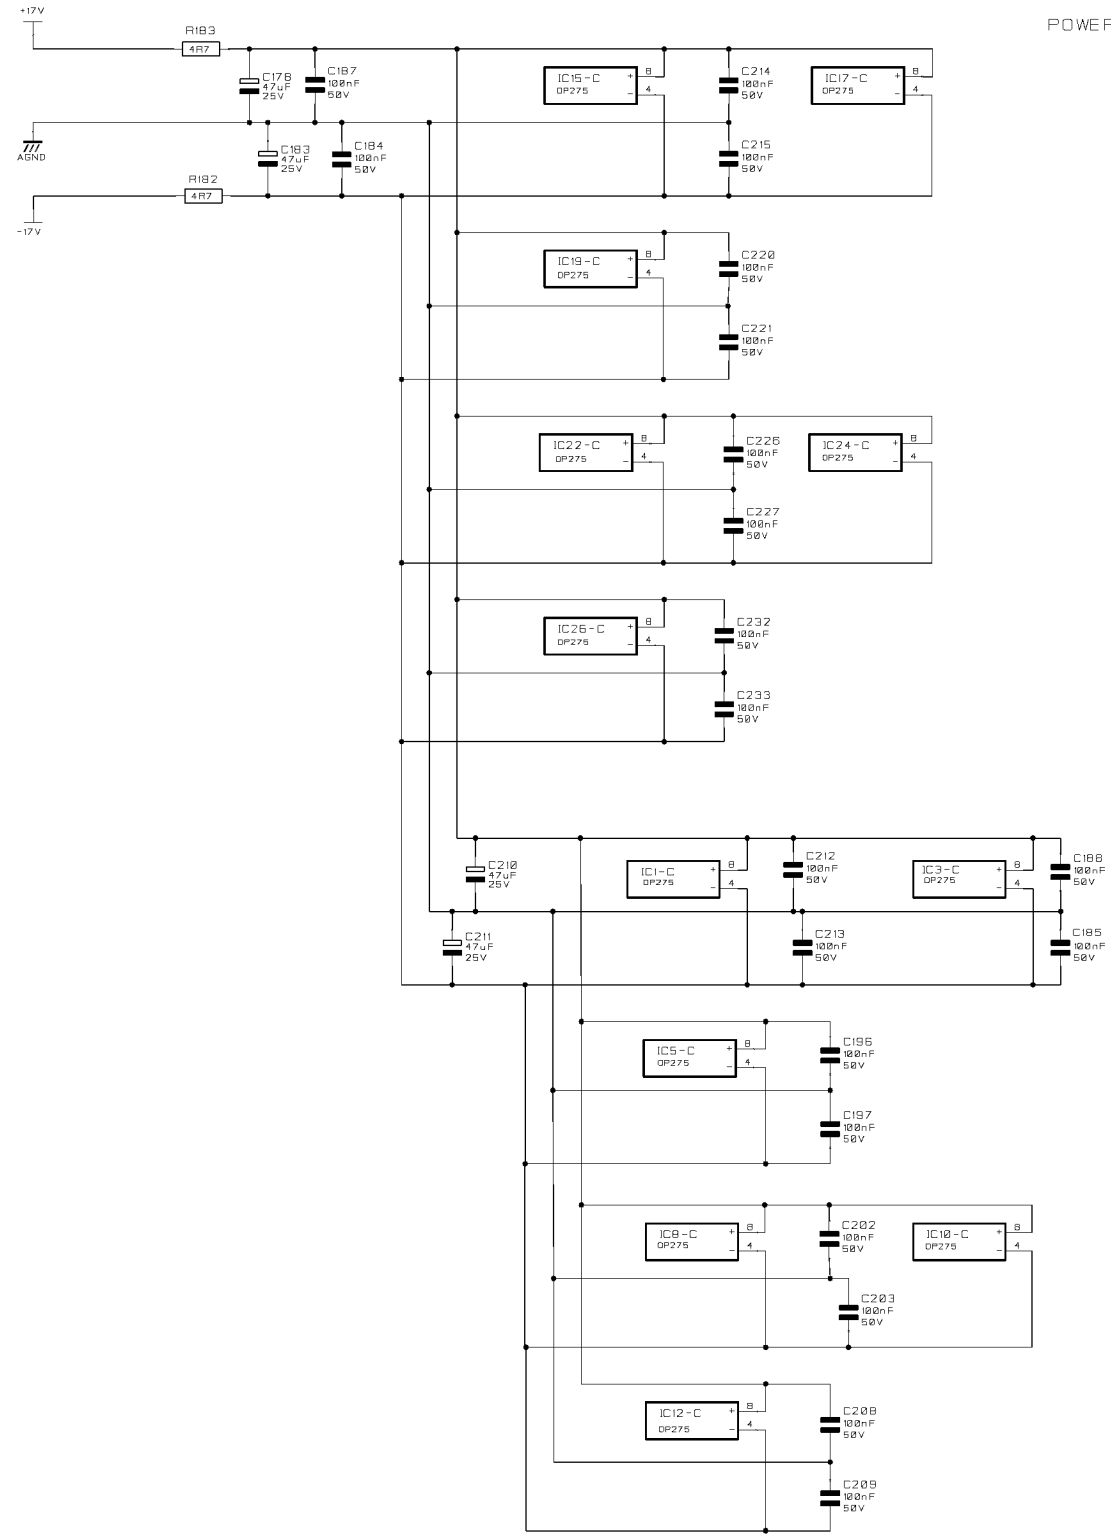 +17V
POWER
R183
4R7
C178
47uF
25V
C187
100nF
50V
IC15-C
OP275
+
-
8
4
C214
100nF
50V
IC17-C
OP275
+
-
8
4
AGND
C183
47uF
25V
C184
100nF
50V
C215
100nF
50V
R182
4R7
-17V
IC19-C
OP275
+
-
8
4
C220
100nF
50V
C221
100nF
50V
IC22-C
OP275
+
-
8
4
C226
100nF
50V
IC24-C
OP275
+
-
8
4
C227
100nF
50V
IC26-C
OP275
+
-
8
4
C232
100nF
50V
C233
100nF
50V
C210
47uF
25V
IC1-C
OP275
+
-
8
4
C212
100nF
50V
IC3-C
OP275
+
-
8
4
C186
100nF
50V
C211
47uF
25V
C213
100nF
50V
C185
100nF
50V
IC5-C
OP275
+
-
8
4
C196
100nF
50V
C197
100nF
50V
IC8-C
OP275
+
-
8
4
C202
100nF
50V
IC10-C
OP275
+
-
8
4
C203
100nF
50V
IC12-C
OP275
+
-
8
4
C208
100nF
50V
C209
100nF
50V